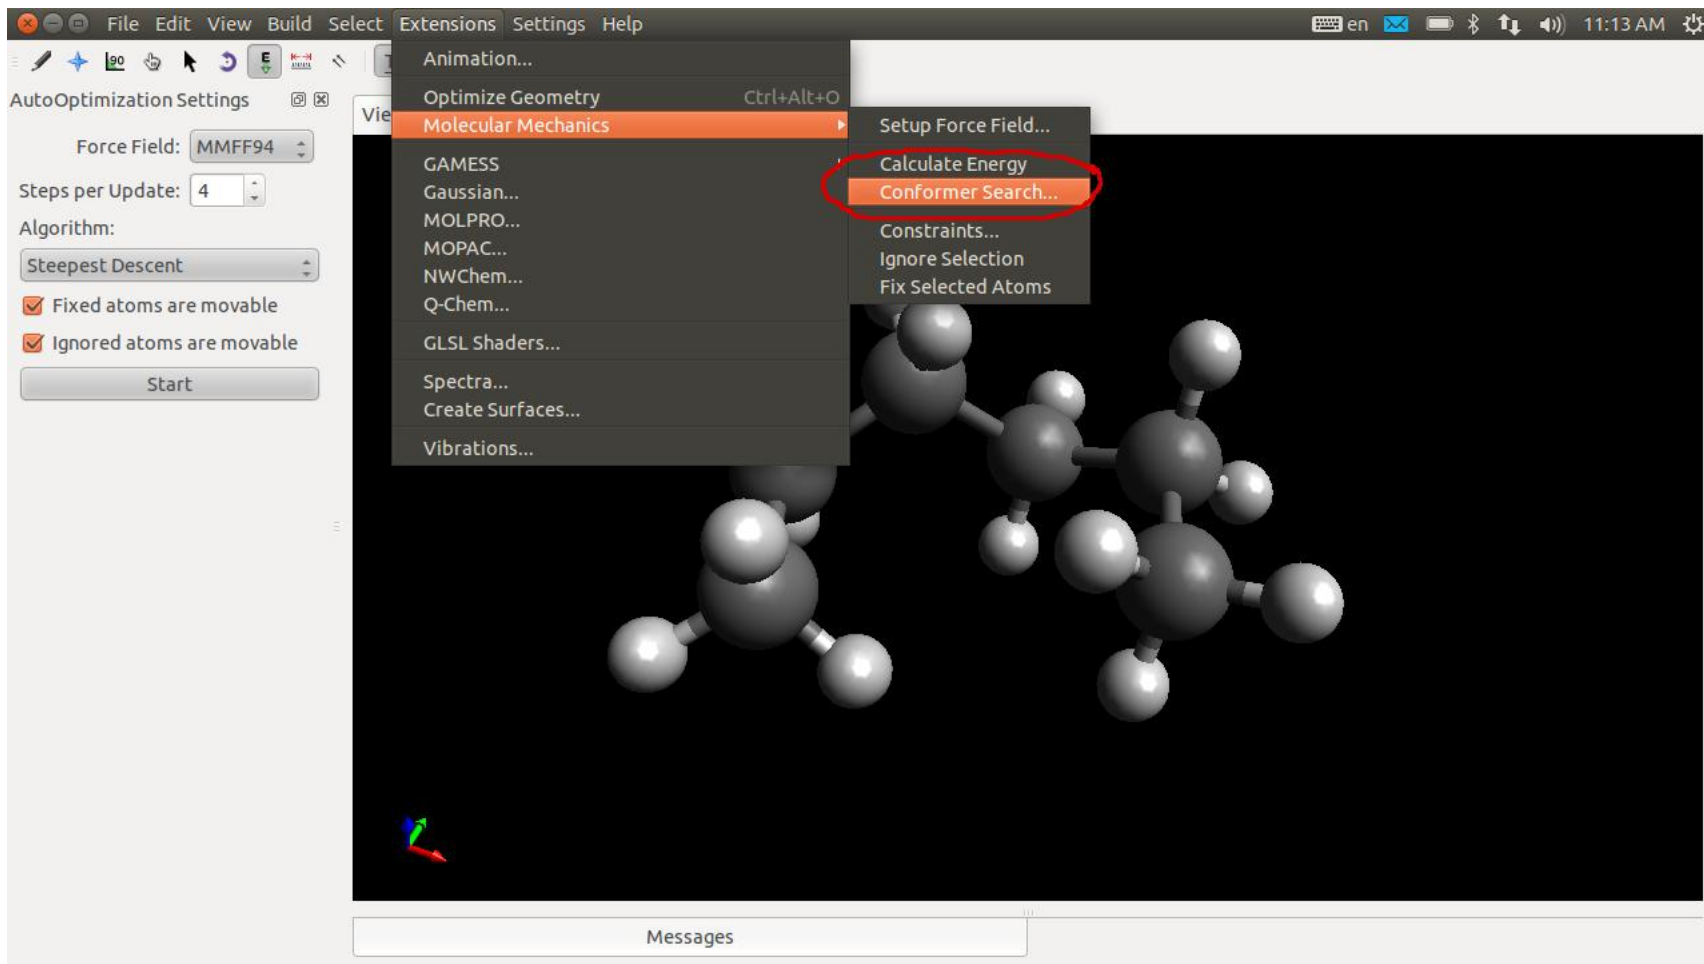 File Edit View Build Select Extensions Settings Help
en 11:13 AM
90 E
AutoOptimization Settings
Force Field: MMFF94
Steps per Update: 4
Algorithm:
Steepest Descent
Fixed atoms are movable
Ignored atoms are movable
Start
Vie
Animation...
Optimize Geometry Ctrl+Alt+O
Molecular Mechanics
GAMESS
Gaussian...
MOLPRO...
MOPAC...
NWChem...
Q-Chem...
GLSL Shaders...
Spectra...
Create Surfaces...
Vibrations...
Setup Force Field...
Calculate Energy
Conformer Search...
Constraints...
Ignore Selection
Fix Selected Atoms
Messages